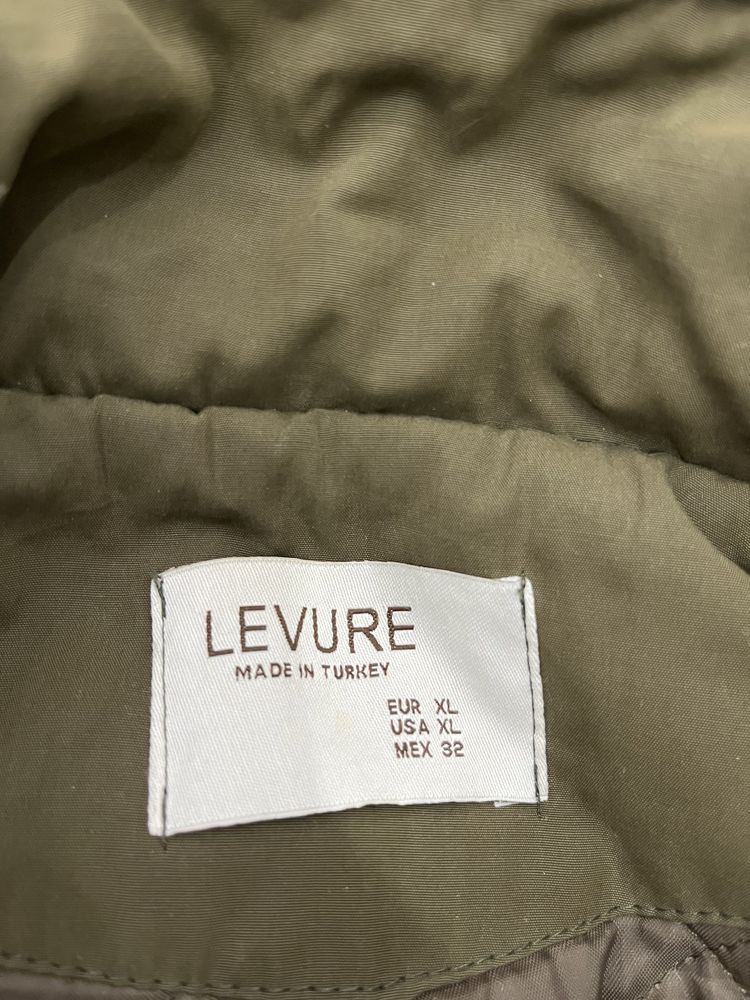 LEVURE
MADE IN TURKEY
EUR XL
USA XL
MEX 32